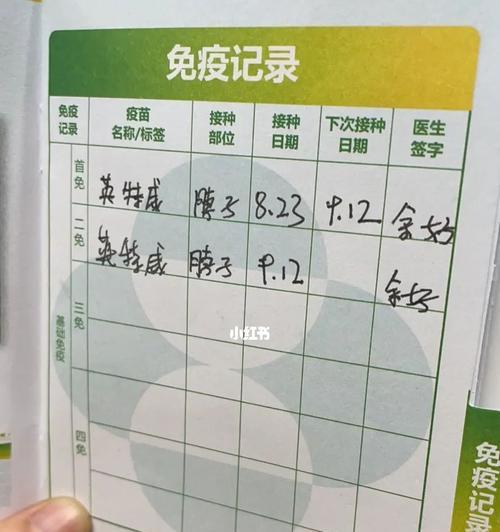 免疫记录
免疫记录 疫苗名称/标签 接种部位 接种日期 下次接种日期 医生签字
首免 英特威 脖子 8.23 9.12
二免 英特威 脖子 9.12
三免
小红书
基础免疫
四免
免疫记录